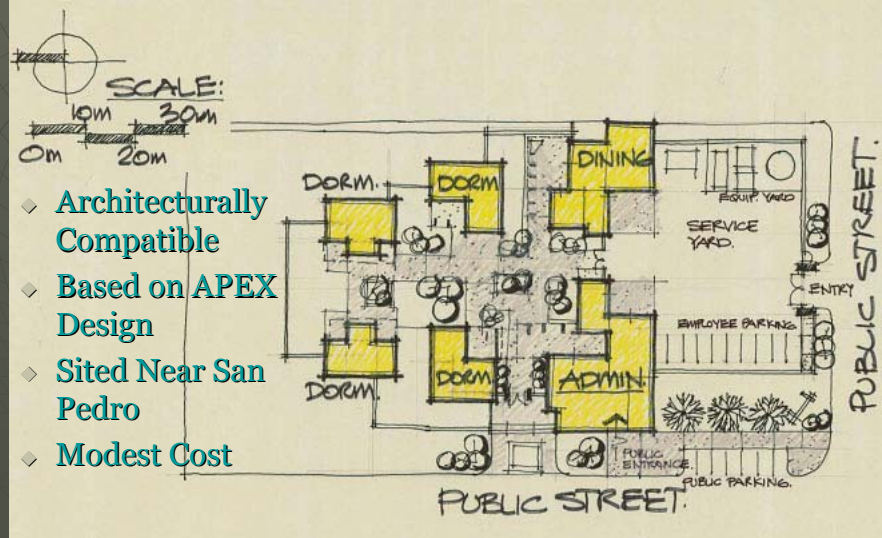 SCALE:
10m 30m
0m 20m
Architecturally
Compatible
Based on APEX
Design
Sited Near San
Pedro
Modest Cost
DORM.
DORM
DINING
EQUIP. YARD
SERVICE
YARD.
ENTRY
EMPLOYEE PARKING
DORM.
DORM
ADMIN.
PUBLIC
ENTRANCE.
PUBLIC PARKING.
PUBLIC STREET.
PUBLIC STREET.